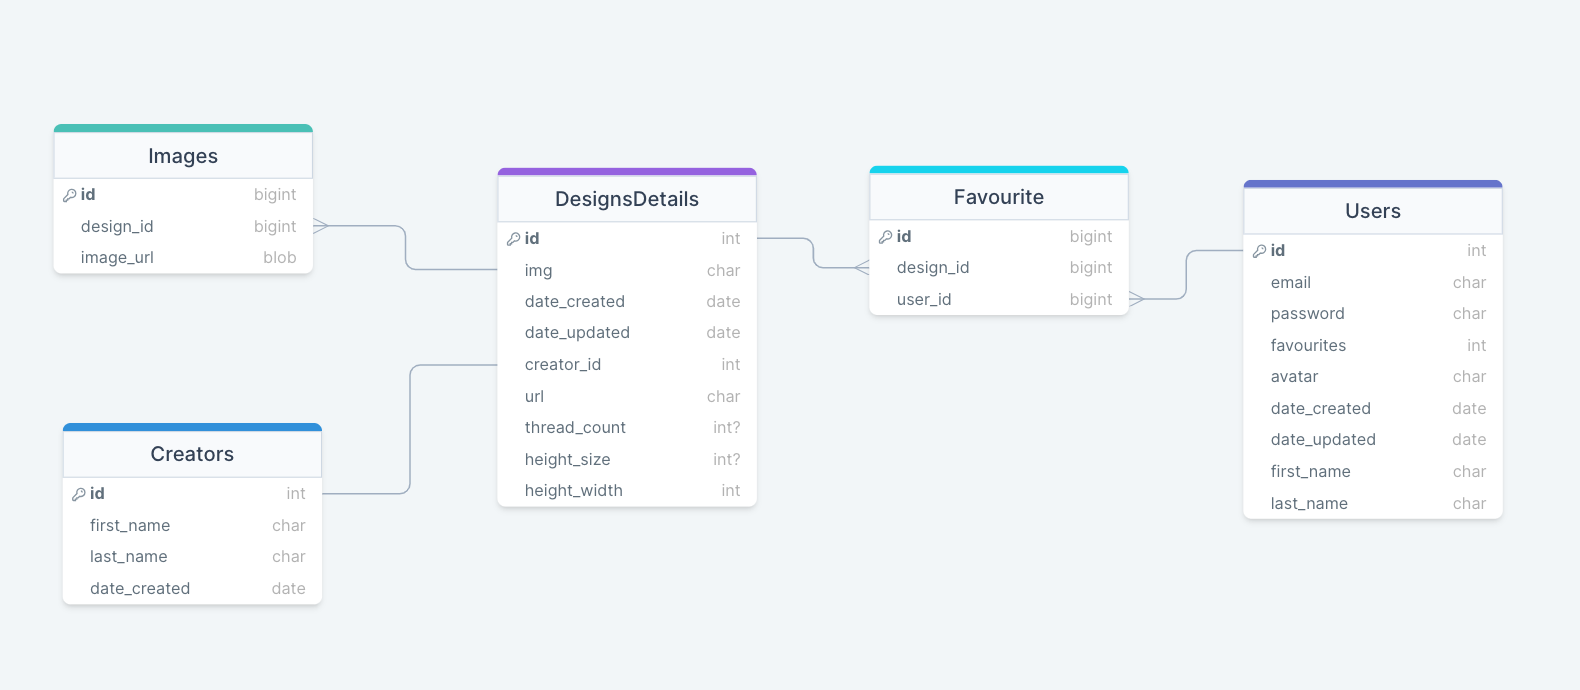 Images
id bigint
design_id bigint
image_url blob
DesignsDetails
id int
img char
date_created date
date_updated date
creator_id int
url char
thread_count int?
height_size int?
height_width int
Favourite
id bigint
design_id bigint
user_id bigint
Users
id int
email char
password char
favourites int
avatar char
date_created date
date_updated date
first_name char
last_name char
Creators
id int
first_name char
last_name char
date_created date